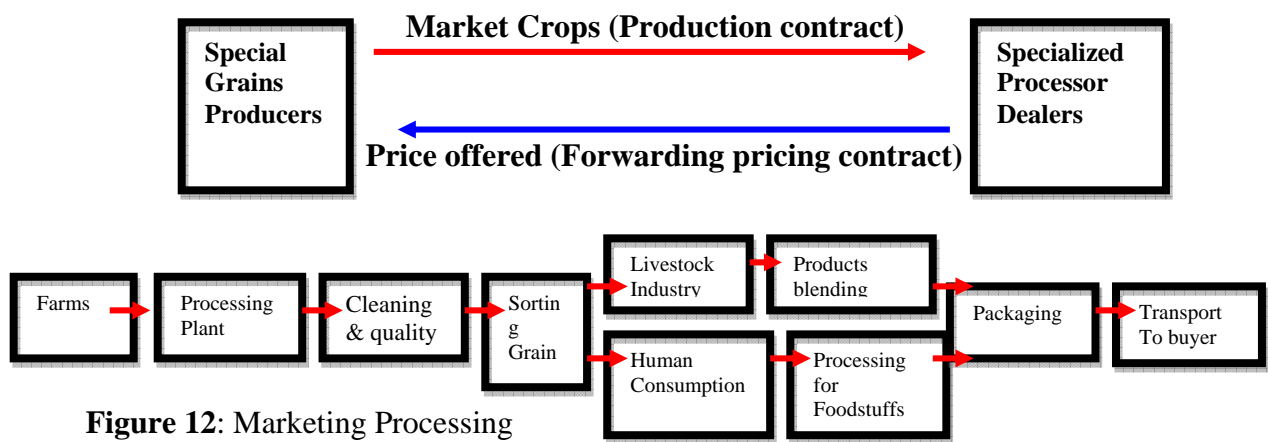 Market Crops (Production contract)
Special
Grains
Producers
Specialized
Processor
Dealers
Price offered (Forwarding pricing contract)
Farms
Processing
Plant
Cleaning
& quality
Sortin
g
Grain
Livestock
Industry
Products
blending
Human
Consumption
Processing
for
Foodstuffs
Packaging
Transport
To buyer
Figure 12: Marketing Processing